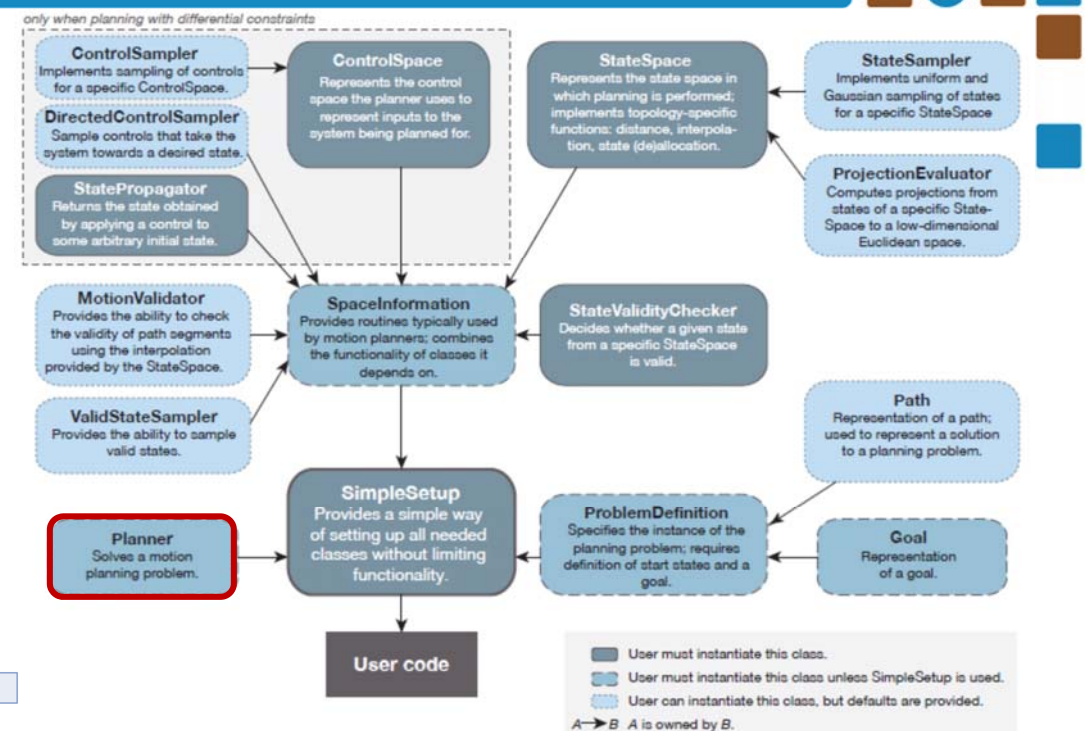 only when planning with differential constraints
ControlSampler
Implements sampling of controls
for a specific ControlSpace.
DirectedControlSampler
Sample controls that take the
system towards a desired state.
StatePropagator
Returns the state obtained
by applying a control to
some arbitrary initial state.
ControlSpace
Represents the control
space the planner uses to
represent inputs to the
system being planned for.
StateSpace
Represents the state space in
which planning is performed;
implements topology-specific
functions: distance, interpola-
tion, state (de)allocation.
StateSampler
Implements uniform and
Gaussian sampling of states
for a specific StateSpace
ProjectionEvaluator
Computes projections from
states of a specific State-
Space to a low-dimensional
Euclidean space.
MotionValidator
Provides the ability to check
the validity of path segments
using the interpolation
provided by the StateSpace.
SpaceInformation
Provides routines typically used
by motion planners; combines
the functionality of classes it
depends on.
StateValidityChecker
Decides whether a given state
from a specific StateSpace
is valid.
ValidStateSampler
Provides the ability to sample
valid states.
Path
Representation of a path;
used to represent a solution
to a planning problem.
Planner
Solves a motion
planning problem.
SimpleSetup
Provides a simple way
of setting up all needed
classes without limiting
functionality.
ProblemDefinition
Specifies the instance of the
planning problem; requires
definition of start states and a
goal.
Goal
Representation
of a goal.
User code
User must instantiate this class.
User must instantiate this class unless SimpleSetup is used.
User can instantiate this class, but defaults are provided.
A→B A is owned by B.